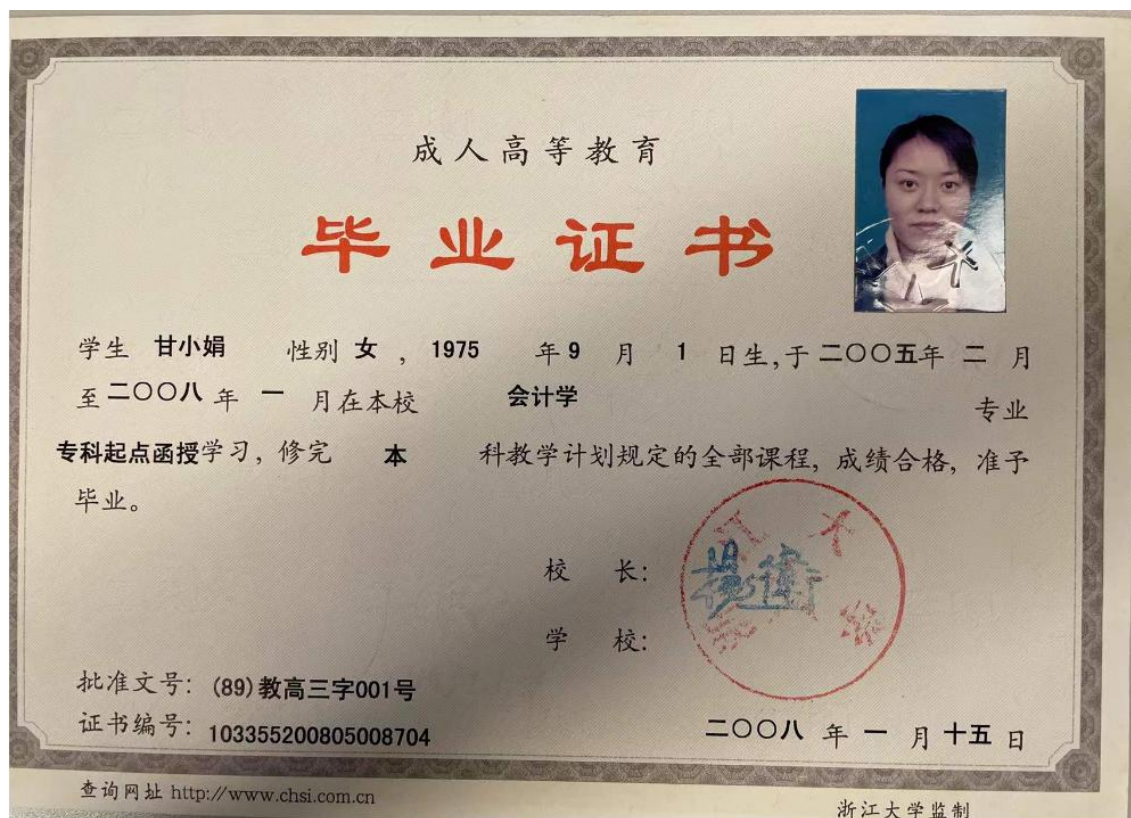 成人高等教育
毕业证书
学生 甘小娟 性别 女 ， 1975 年 9 月 1 日生,于 二〇〇五年 二 月
至 二〇〇八 年 一 月在本校 会计学 专业
专科起点函授学习, 修完 本 科教学计划规定的全部课程, 成绩合格, 准予
毕业。
校 长: 楊衛
学 校:
浙江大学
批准文号: (89)教高三字001号
证书编号: 103355200805008704
二〇〇八 年 一 月 十五 日
查询网址 http://www.chsi.com.cn
浙江大学监制